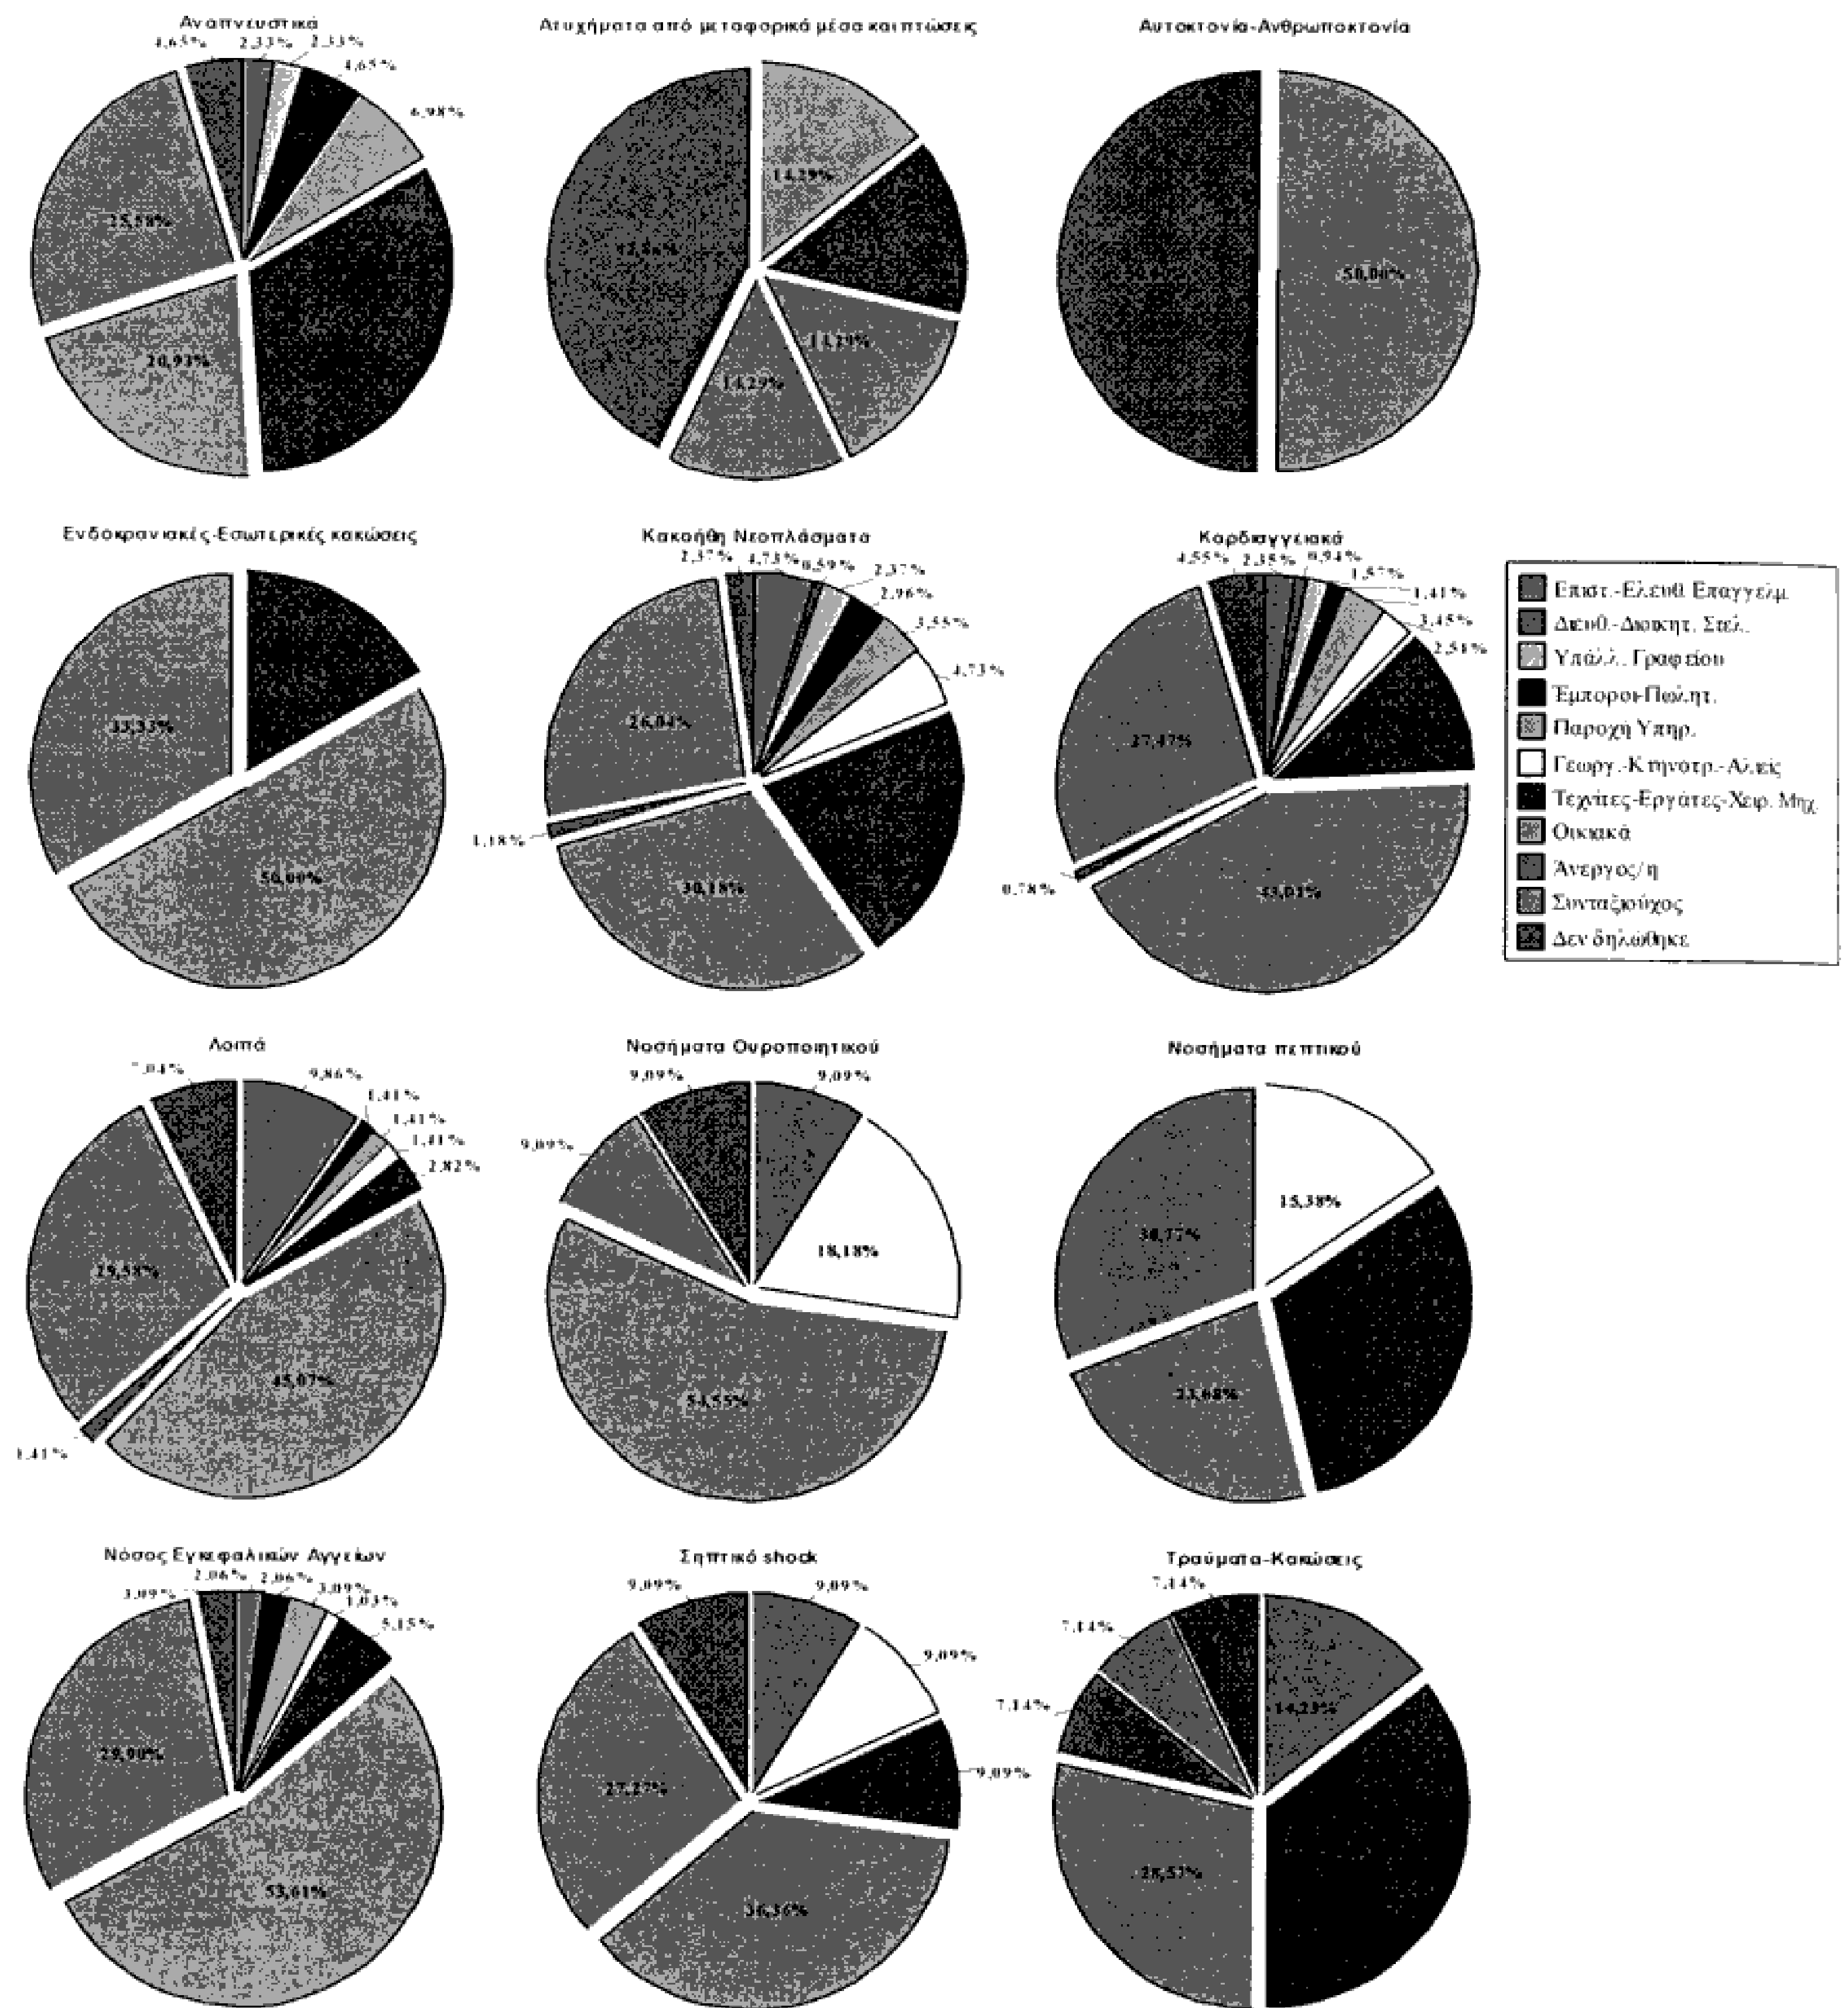 Αναπνευστικά
4,65% 2,33% 2,33%
4,65%
6,98%
25,58%
20,93%
Ατυχήματα από μεταφορικά μέσα και πτώσεις
14,29%
14,29%
14,29%
Αυτοκτονία-Ανθρωποκτονία
50,00%
Ενδοκρανιακές-Εσωτερικές κακώσεις
33,33%
50,00%
Κακοήθη Νεοπλάσματα
2,37% 4,73% 0,59%
2,37%
2,96%
3,55%
4,73%
26,04%
1,18%
30,18%
Καρδιαγγειακά
4,55% 2,35% 0,94%
1,57%
1,41%
3,45%
2,51%
27,47%
0,78%
43,01%
Επιστ.-Ελευθ. Επαγγελμ.
Διευθ.-Διοικητ. Στελ.
Υπάλλ. Γραφείου
Έμποροι-Πωλητ.
Παροχή Υπηρ.
Γεωργ.-Κτηνοτρ.-Αλιείς
Τεχνίτες-Εργάτες-Χειρ. Μηχ.
Οικιακά
Άνεργος/η
Συνταξιούχος
Δεν δηλώθηκε
Λοιπά
7,04%
9,86%
1,41%
1,41%
1,41%
2,82%
29,58%
45,07%
1,41%
Νοσήματα Ουροποιητικού
9,09% 9,09%
9,09%
18,18%
54,55%
Νοσήματα πεπτικού
15,38%
30,77%
23,08%
Νόσος Εγκεφαλικών Αγγείων
3,09% 2,06% 2,06% 3,09%
1,03%
5,15%
29,90%
53,61%
Σηπτικό shock
9,09% 9,09%
9,09%
9,09%
27,27%
36,36%
Τραύματα-Κακώσεις
7,14%
7,14%
7,14%
14,29%
28,57%